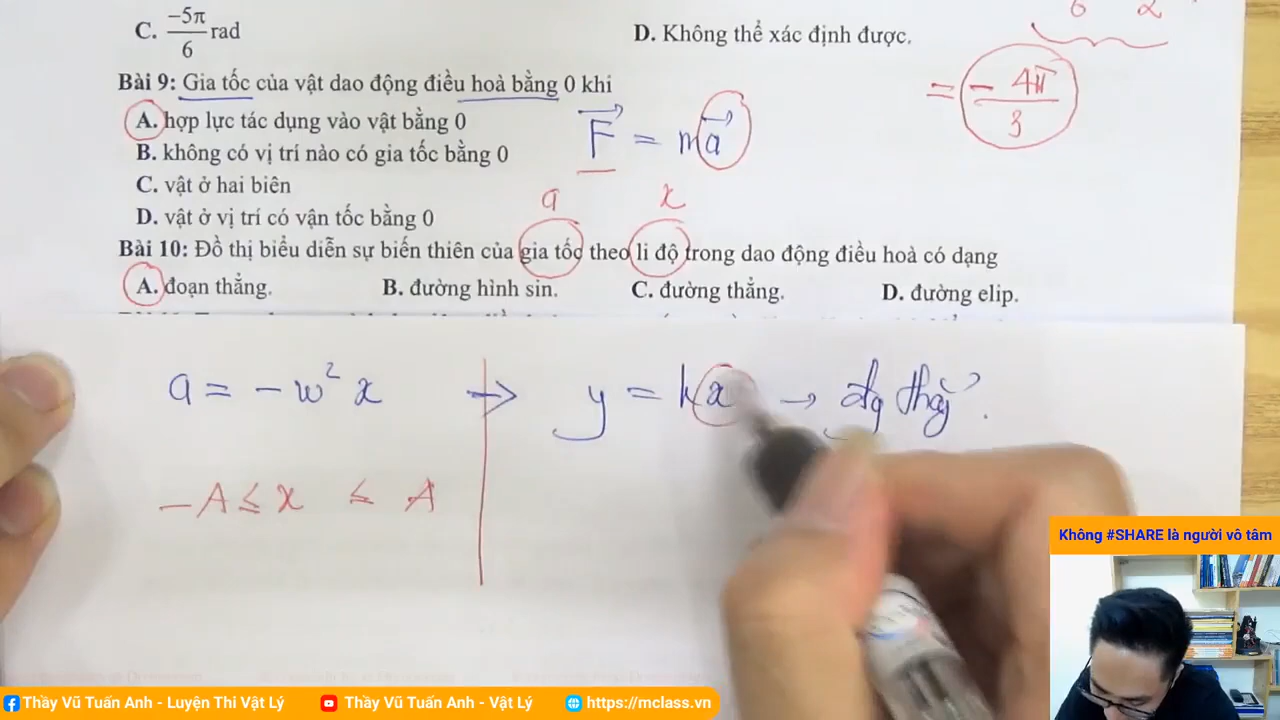 6 2
C. −5π/6 rad
D. Không thể xác định được.
= − 4π/3
Bài 9: Gia tốc của vật dao động điều hoà bằng 0 khi
A. hợp lực tác dụng vào vật bằng 0
F = ma
B. không có vị trí nào có gia tốc bằng 0
C. vật ở hai biên
a x
D. vật ở vị trí có vận tốc bằng 0
Bài 10: Đồ thị biểu diễn sự biến thiên của gia tốc theo li độ trong dao động điều hoà có dạng
A. đoạn thẳng. B. đường hình sin. C. đường thẳng. D. đường elip.
a = − w² x → y = kx → đg thẳng.
−A ≤ x ≤ A
Không #SHARE là người vô tâm
Thầy Vũ Tuấn Anh - Luyện Thi Vật Lý Thầy Vũ Tuấn Anh - Vật Lý https://mclass.vn